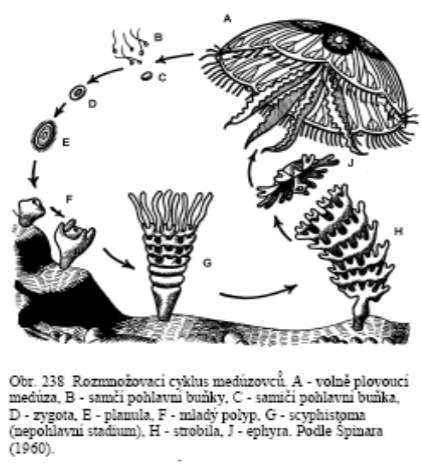 A
B
C
D
E
F
G
H
J
Obr. 238 Rozmnožovací cyklus medúzovců. A - volně plovoucí
medúza, B - samčí pohlavní buňky, C - samičí pohlavní buňka,
D - zygota, E - planula, F - mladý polyp, G - scyphistoma
(nepohlavní stadium), H - strobila, J - ephyra. Podle Špinara
(1960).